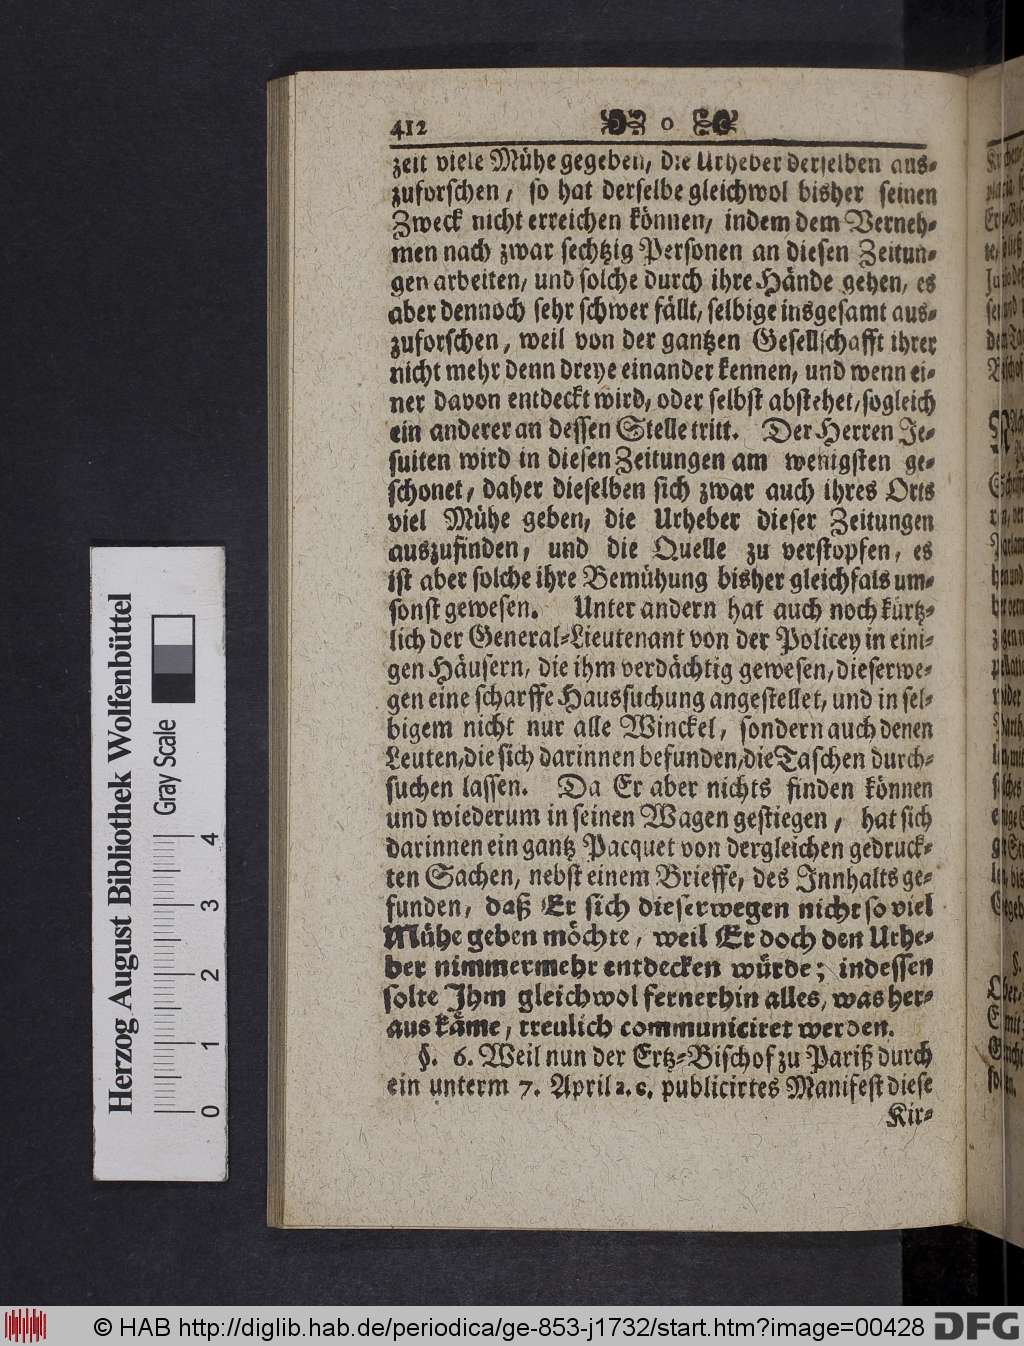 412 o
zeit viele Mühe gegeben, die Urheber derselben aus-
zuforschen, so hat derselbe gleichwol bisher seinen
Zweck nicht erreichen können, indem dem Verneh-
men nach zwar sechtzig Personen an diesen Zeitun-
gen arbeiten, und solche durch ihre Hände gehen, es
aber dennoch sehr schwer fällt, selbige insgesamt aus-
zuforschen, weil von der gantzen Gesellschafft ihrer
nicht mehr denn dreye einander kennen, und wenn ei-
ner davon entdeckt wird, oder selbst abstehet, sogleich
ein anderer an dessen Stelle tritt. Der Herren Je-
suiten wird in diesen Zeitungen am wenigsten ge-
schonet, daher dieselben sich zwar auch ihres Orts
viel Mühe geben, die Urheber dieser Zeitungen
auszufinden, und die Quelle zu verstopfen, es
ist aber solche ihre Bemühung bisher gleichfals um-
sonst gewesen. Unter andern hat auch noch kürtz-
lich der General-Lieutenant von der Policey in eini-
gen Häusern, die ihm verdächtig gewesen, dieserwe-
gen eine scharffe Haussuchung angestellet, und in sel-
bigem nicht nur alle Winckel, sondern auch denen
Leuten, die sich darinnen befunden, die Taschen durch-
suchen lassen. Da Er aber nichts finden können
und wiederum in seinen Wagen gestiegen, hat sich
darinnen ein gantz Pacquet von dergleichen gedruck-
ten Sachen, nebst einem Brieffe, des Innhalts ge-
funden, daß Er sich dieserwegen nicht so viel
Mühe geben möchte, weil Er doch den Urhe-
ber nimmermehr entdecken würde; indessen
solte Ihm gleichwol fernerhin alles, was her-
aus käme, treulich communiciret werden.
§. 6. Weil nun der Ertz-Bischof zu Pariß durch
ein unterm 7. April a. c. publicirtes Manifest diese
Kir-
Herzog August Bibliothek Wolfenbüttel
Gray Scale
0 1 2 3 4
© HAB http://diglib.hab.de/periodica/ge-853-j1732/start.htm?image=00428
DFG